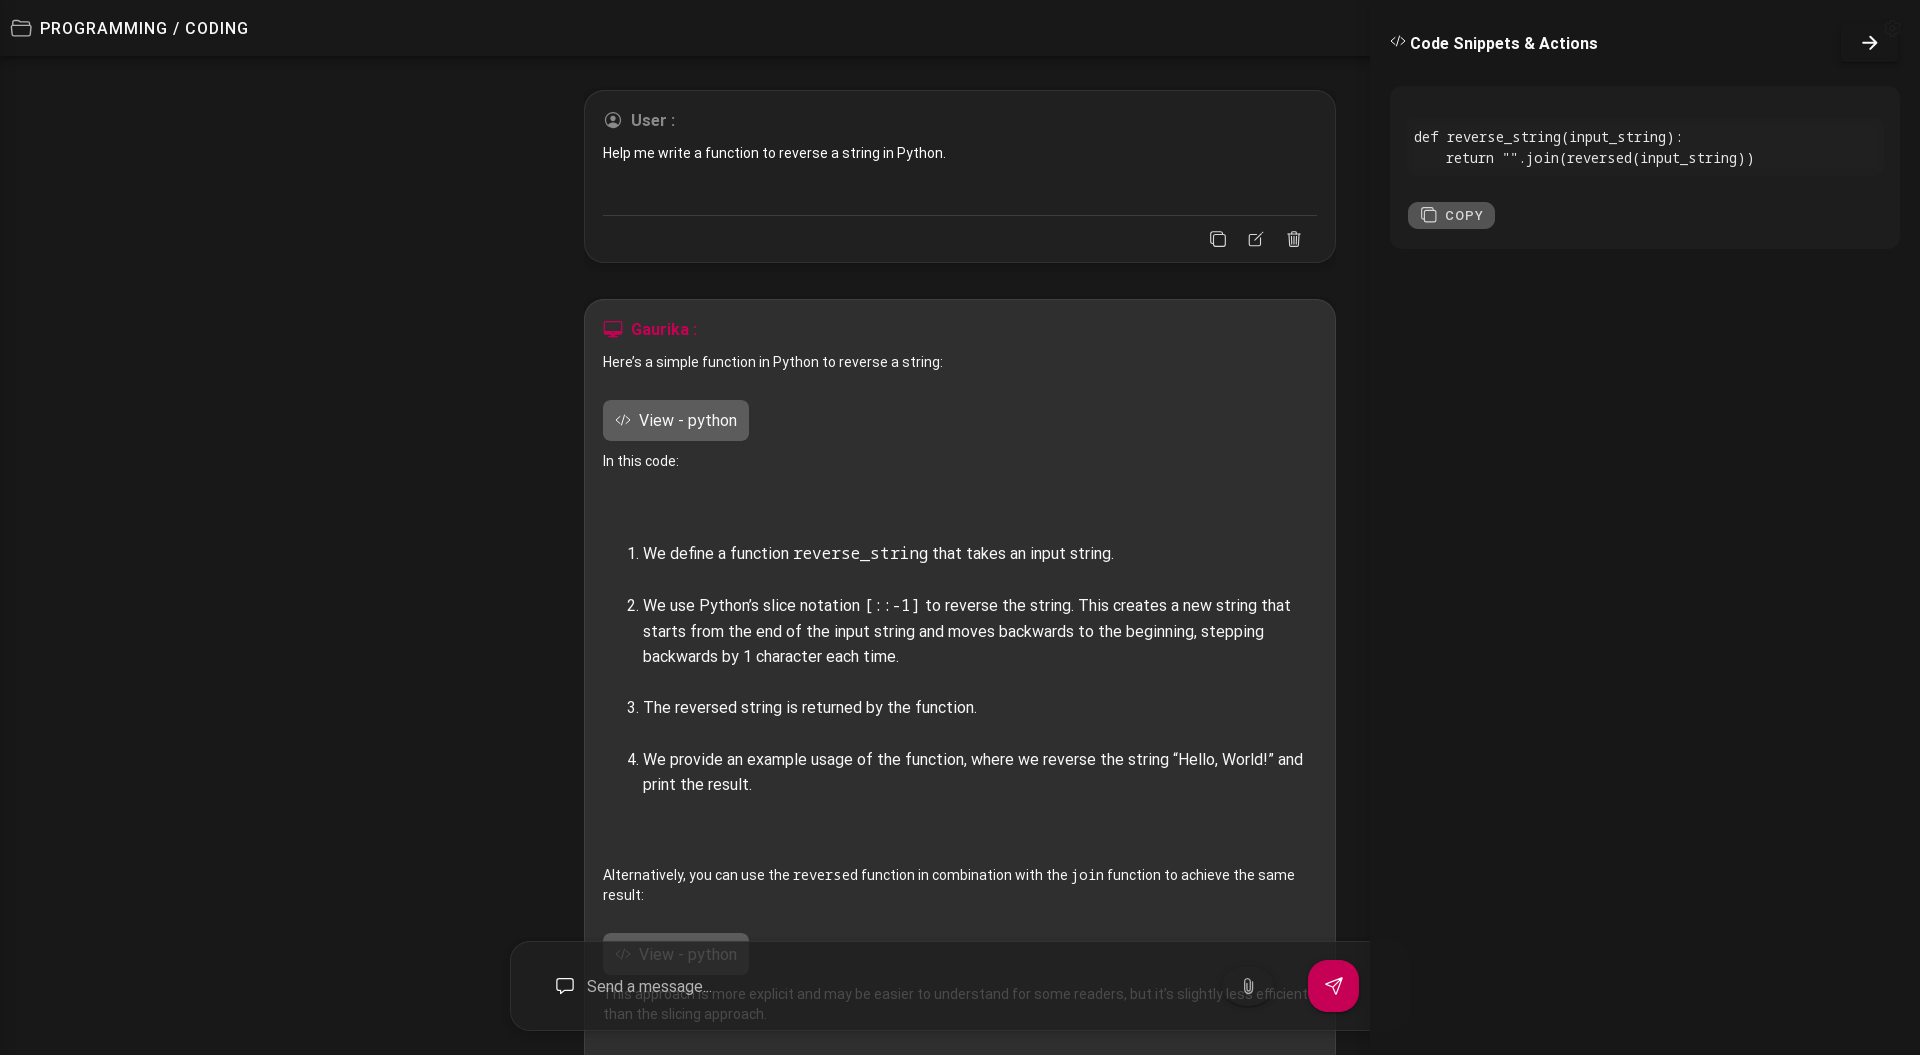 PROGRAMMING / CODING
User :
Help me write a function to reverse a string in Python.
Gaurika :
Here’s a simple function in Python to reverse a string:
View - python
In this code:
1. We define a function reverse_string that takes an input string.
2. We use Python’s slice notation [::-1] to reverse the string. This creates a new string that
starts from the end of the input string and moves backwards to the beginning, stepping
backwards by 1 character each time.
3. The reversed string is returned by the function.
4. We provide an example usage of the function, where we reverse the string “Hello, World!” and
print the result.
Alternatively, you can use the reversed function in combination with the join function to achieve the same
result:
View - python
Send a message...
This approach is more explicit and may be easier to understand for some readers, but it’s slightly less efficient
than the slicing approach.
Code Snippets & Actions
def reverse_string(input_string):
    return "".join(reversed(input_string))
COPY